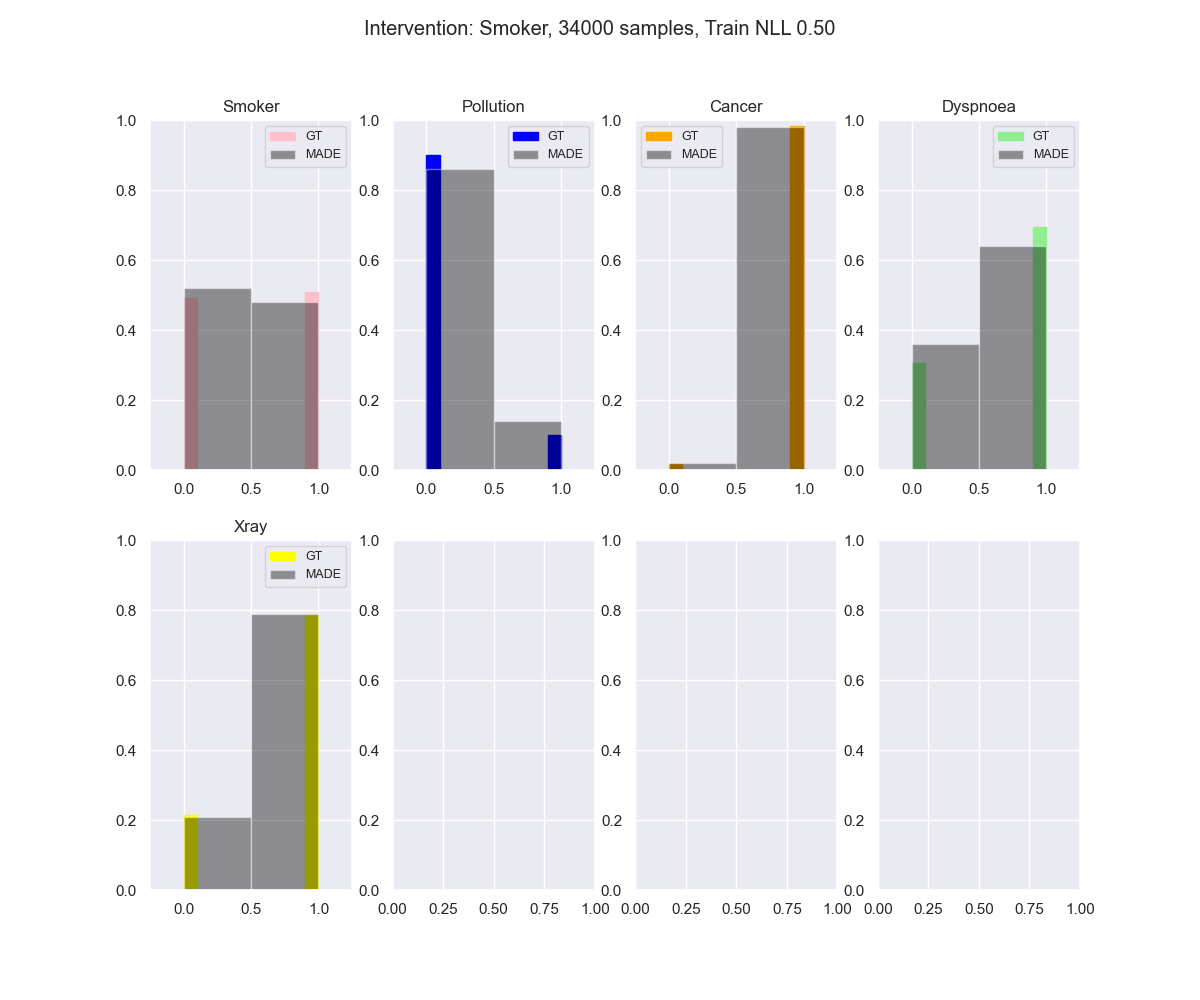 Intervention: Smoker, 34000 samples, Train NLL 0.50
Smoker
Pollution
Cancer
Dyspnoea
1.0 1.0 1.0 1.0
GT GT GT GT
MADE MADE MADE MADE
0.8 0.8 0.8 0.8
0.6 0.6 0.6 0.6
0.4 0.4 0.4 0.4
0.2 0.2 0.2 0.2
0.0 0.0 0.0 0.0
0.0 0.5 1.0 0.0 0.5 1.0 0.0 0.5 1.0 0.0 0.5 1.0
Xray
1.0 1.0 1.0 1.0
GT
MADE
0.8 0.8 0.8 0.8
0.6 0.6 0.6 0.6
0.4 0.4 0.4 0.4
0.2 0.2 0.2 0.2
0.0 0.0 0.0 0.0
0.0 0.5 1.0 0.00 0.25 0.50 0.75 1.00 0.00 0.25 0.50 0.75 1.00 0.00 0.25 0.50 0.75 1.00